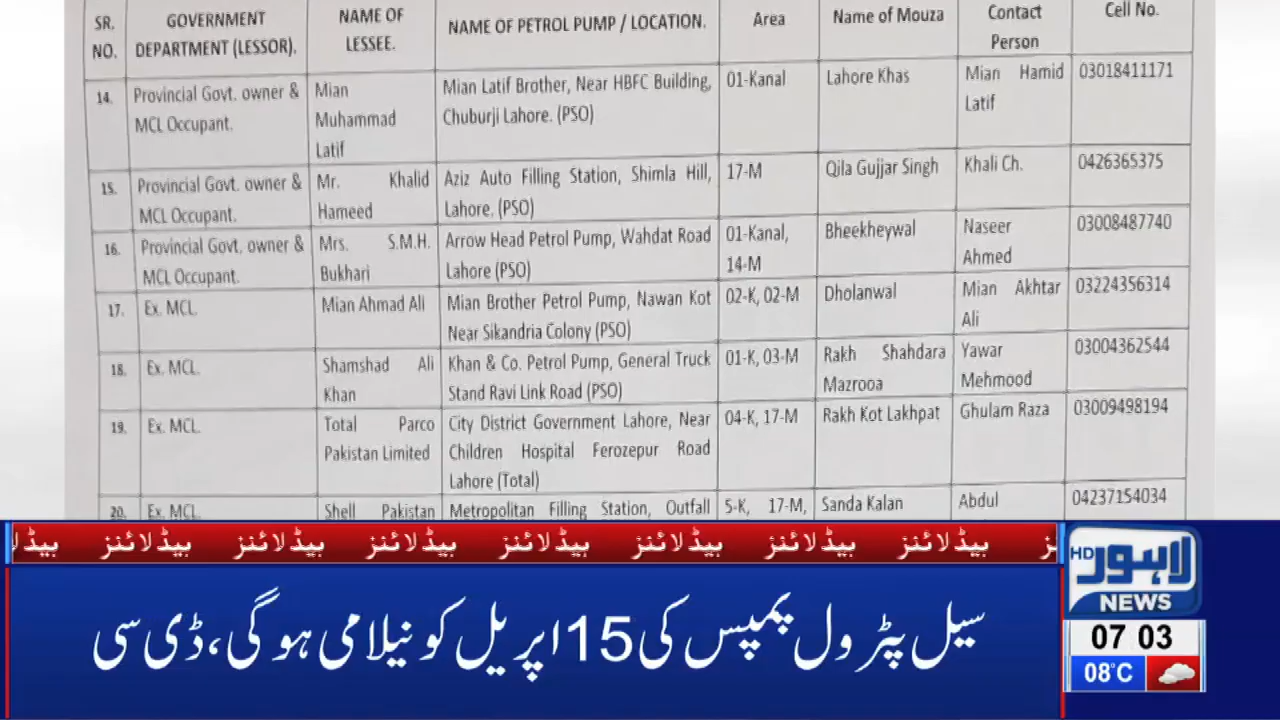 SR. NO. GOVERNMENT DEPARTMENT (LESSOR). NAME OF LESSEE. NAME OF PETROL PUMP / LOCATION. Area Name of Mouza Contact Person Cell No.
14. Provincial Govt. owner & MCL Occupant. Mian Muhammad Latif Mian Latif Brother, Near HBFC Building, Chuburji Lahore. (PSO) 01-Kanal Lahore Khas Mian Hamid Latif 03018411171
15. Provincial Govt. owner & MCL Occupant. Mr. Khalid Hameed Aziz Auto Filling Station, Shimla Hill, Lahore. (PSO) 17-M Qila Gujjar Singh Khali Ch. 0426365375
16. Provincial Govt. owner & MCL Occupant. Mrs. S.M.H. Bukhari Arrow Head Petrol Pump, Wahdat Road Lahore (PSO) 01-Kanal, 14-M Bheekheywal Naseer Ahmed 03008487740
17. Ex. MCL. Mian Ahmad Ali Mian Brother Petrol Pump, Nawan Kot Near Sikandria Colony (PSO) 02-K, 02-M Dholanwal Mian Akhtar Ali 03224356314
18. Ex. MCL. Shamshad Ali Khan Khan & Co. Petrol Pump, General Truck Stand Ravi Link Road (PSO) 01-K, 03-M Rakh Shahdara Mazrooa Yawar Mehmood 03004362544
19. Ex. MCL. Total Parco Pakistan Limited City District Government Lahore, Near Children Hospital Ferozepur Road Lahore (Total) 04-K, 17-M Rakh Kot Lakhpat Ghulam Raza 03009498194
20. Ex. MCL. Shell Pakistan Metropolitan Filling Station, Outfall 5-K, 17-M, Sanda Kalan Abdul 04237154034
ہیڈلائنز ہیڈلائنز ہیڈلائنز ہیڈلائنز ہیڈلائنز ہیڈلائنز ہیڈلائنز
سیل پٹرول پمپس کی 15 اپریل کو نیلامی ہوگی، ڈی سی
لاہور HD
NEWS
07 03
08°C